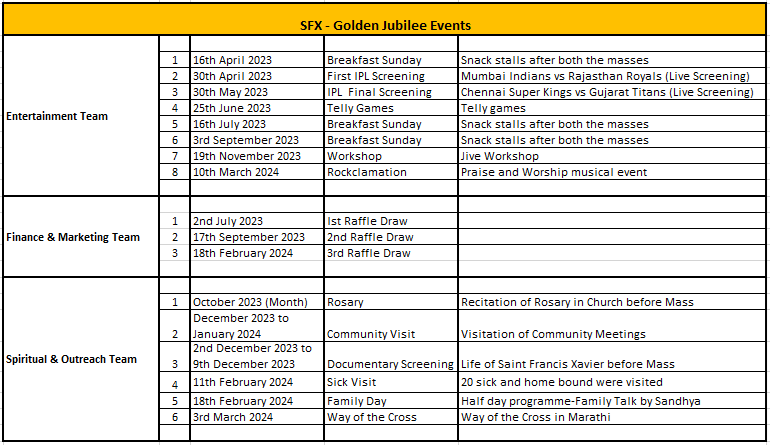 SFX - Golden Jubilee Events
Entertainment Team
1 16th April 2023 Breakfast Sunday Snack stalls after both the masses
2 30th April 2023 First IPL Screening Mumbai Indians vs Rajasthan Royals (Live Screening)
3 30th May 2023 IPL Final Screening Chennai Super Kings vs Gujarat Titans (Live Screening)
4 25th June 2023 Telly Games Telly games
5 16th July 2023 Breakfast Sunday Snack stalls after both the masses
6 3rd September 2023 Breakfast Sunday Snack stalls after both the masses
7 19th November 2023 Workshop Jive Workshop
8 10th March 2024 Rockclamation Praise and Worship musical event
Finance & Marketing Team
1 2nd July 2023 Ist Raffle Draw
2 17th September 2023 2nd Raffle Draw
3 18th February 2024 3rd Raffle Draw
Spiritual & Outreach Team
1 October 2023 (Month) Rosary Recitation of Rosary in Church before Mass
December 2023 to
2 January 2024 Community Visit Visitation of Community Meetings
2nd December 2023 to
3 9th December 2023 Documentary Screening Life of Saint Francis Xavier before Mass
4 11th February 2024 Sick Visit 20 sick and home bound were visited
5 18th February 2024 Family Day Half day programme-Family Talk by Sandhya
6 3rd March 2024 Way of the Cross Way of the Cross in Marathi